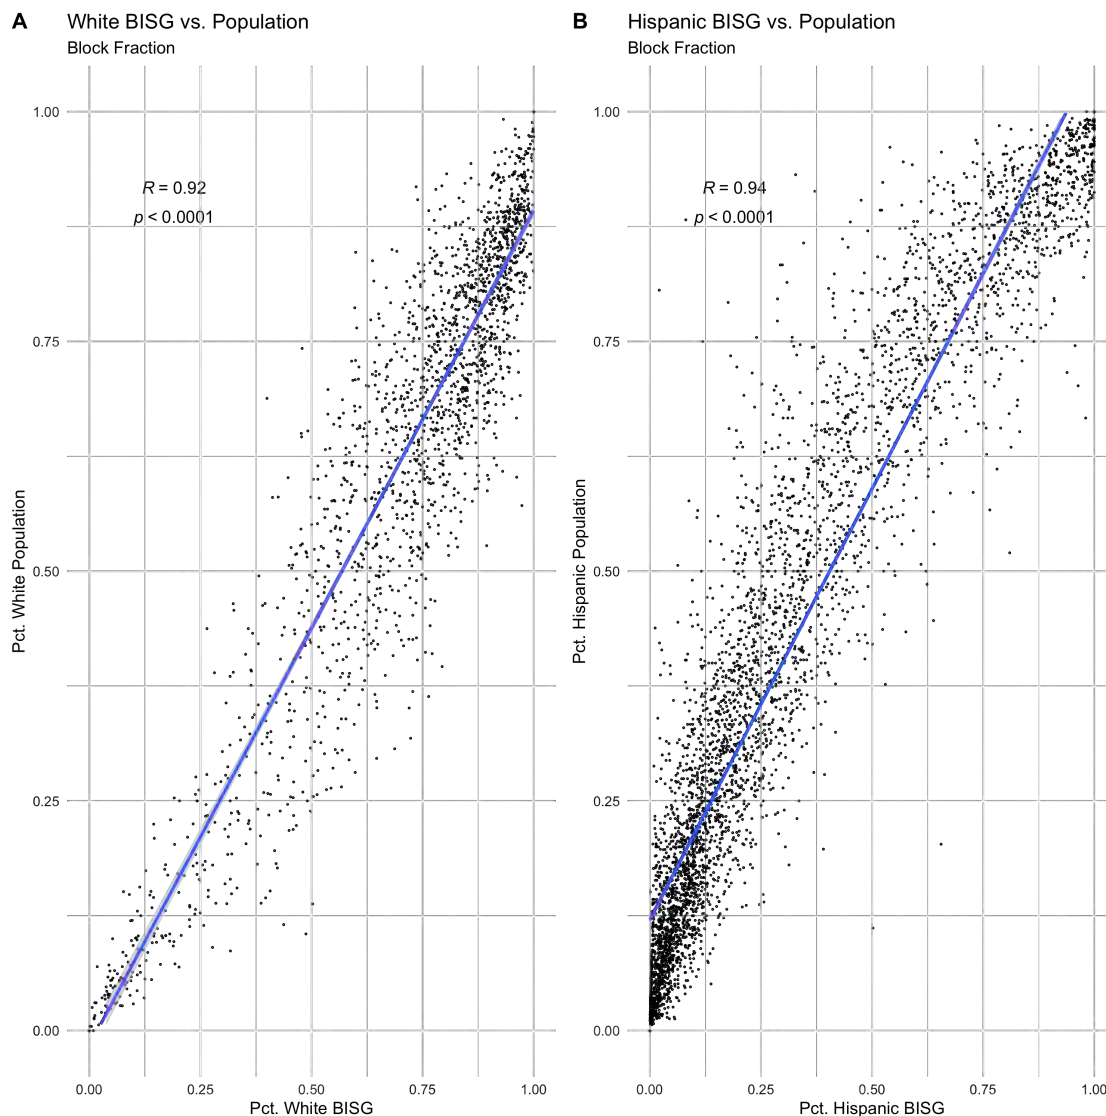 A White BISG vs. Population
Block Fraction
1.00
0.75
0.50
0.25
0.00
R = 0.92
p < 0.0001
Pct. White Population
0.00 0.25 0.50 0.75 1.00
Pct. White BISG
B Hispanic BISG vs. Population
Block Fraction
1.00
0.75
0.50
0.25
0.00
R = 0.94
p < 0.0001
Pct. Hispanic Population
0.00 0.25 0.50 0.75 1.00
Pct. Hispanic BISG